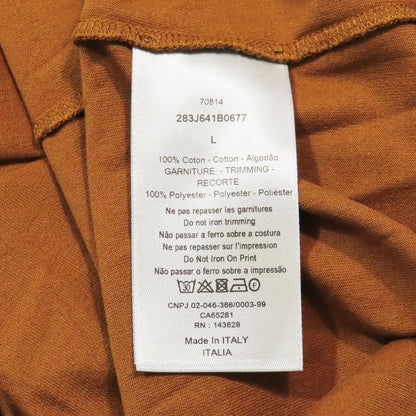 70814
283J641B0677
L
100% Coton - Cotton - Algodão
GARNITURE - TRIMMING -
RECORTE
100% Polyester - Polyester - Poliéster
Ne pas repasser les garnitures
Do not iron trimming
Não passar a ferro sobre a costura
Ne pas repasser sur l'impression
Do Not Iron On Print
Não passar a ferro sobre a impressão
CNPJ 02-046-366/0003-99
CA65281
RN : 143628
Made In ITALY
ITALIA